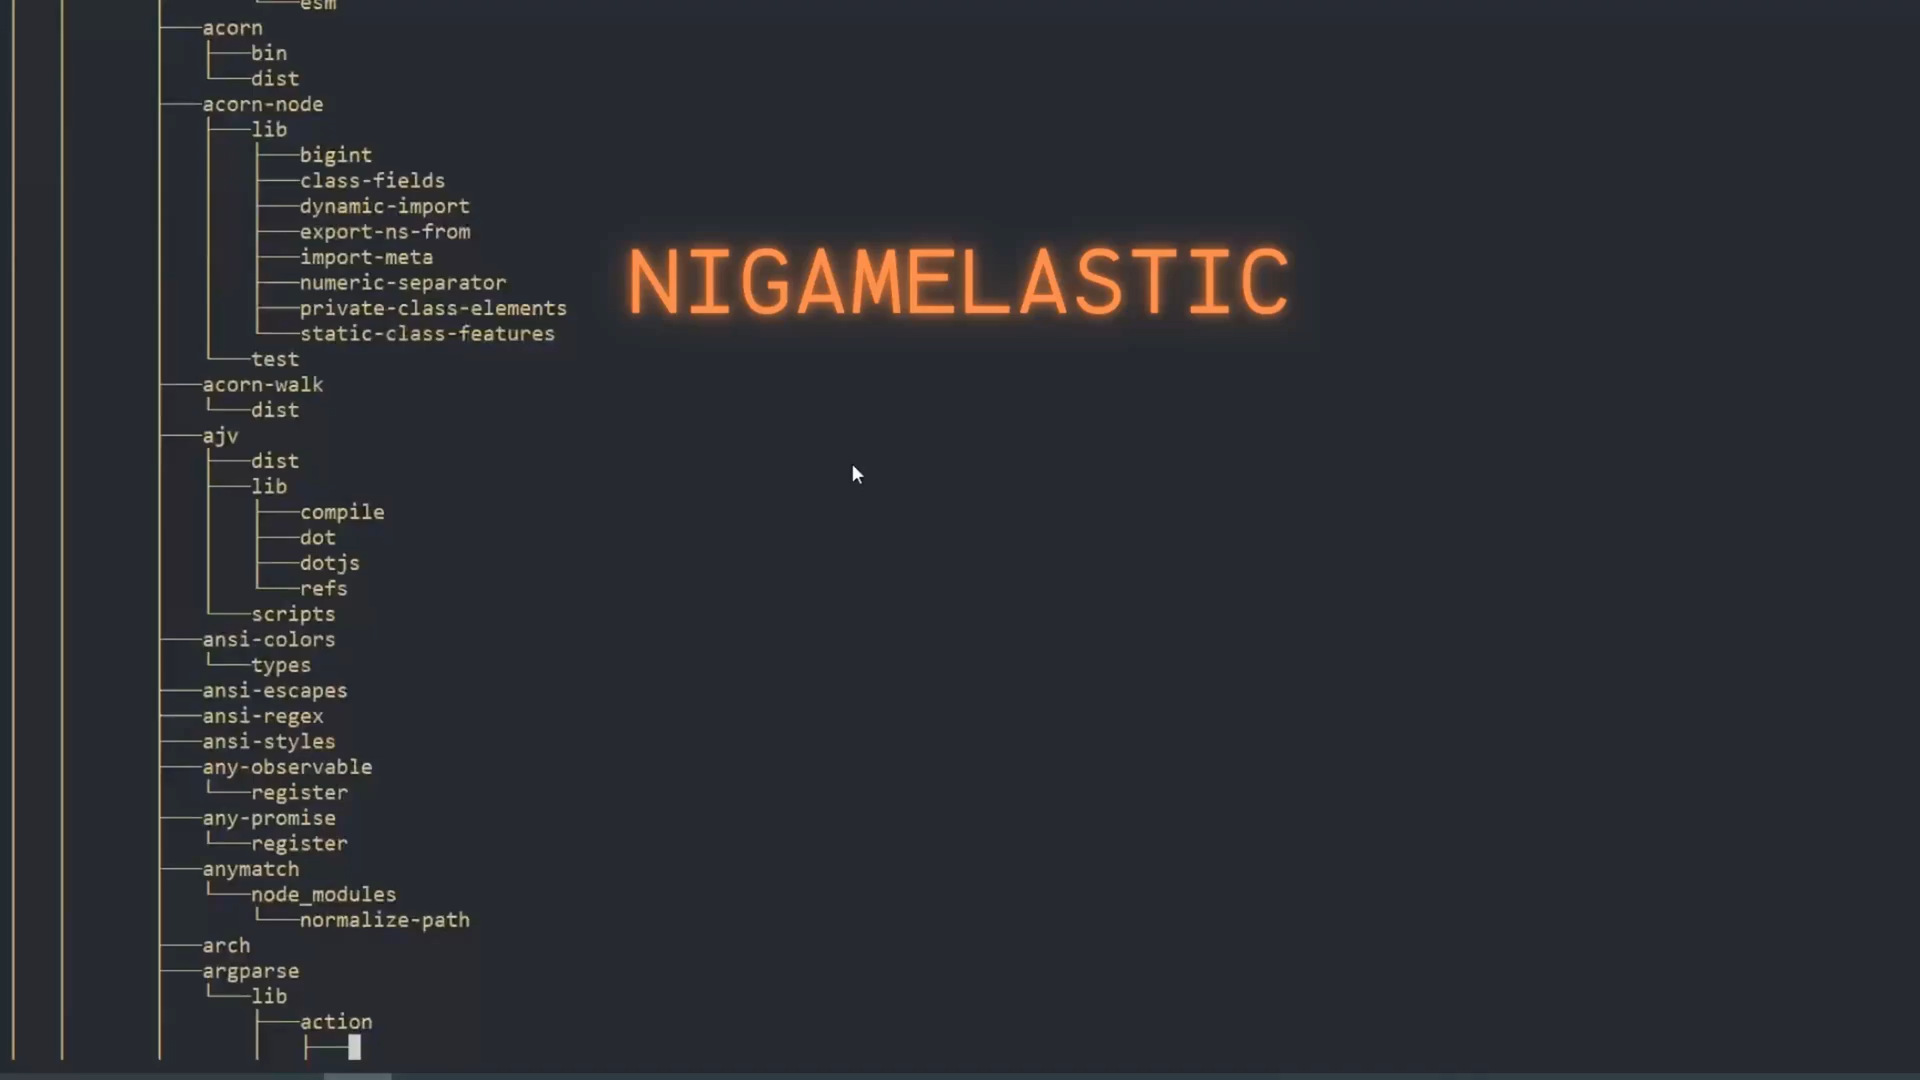 esm
acorn
bin
dist
acorn-node
lib
bigint
class-fields
dynamic-import
export-ns-from
import-meta
numeric-separator
private-class-elements
static-class-features
NIGAMELASTIC
test
acorn-walk
dist
ajv
dist
lib
compile
dot
dotjs
refs
scripts
ansi-colors
types
ansi-escapes
ansi-regex
ansi-styles
any-observable
register
any-promise
register
anymatch
node_modules
normalize-path
arch
argparse
lib
action